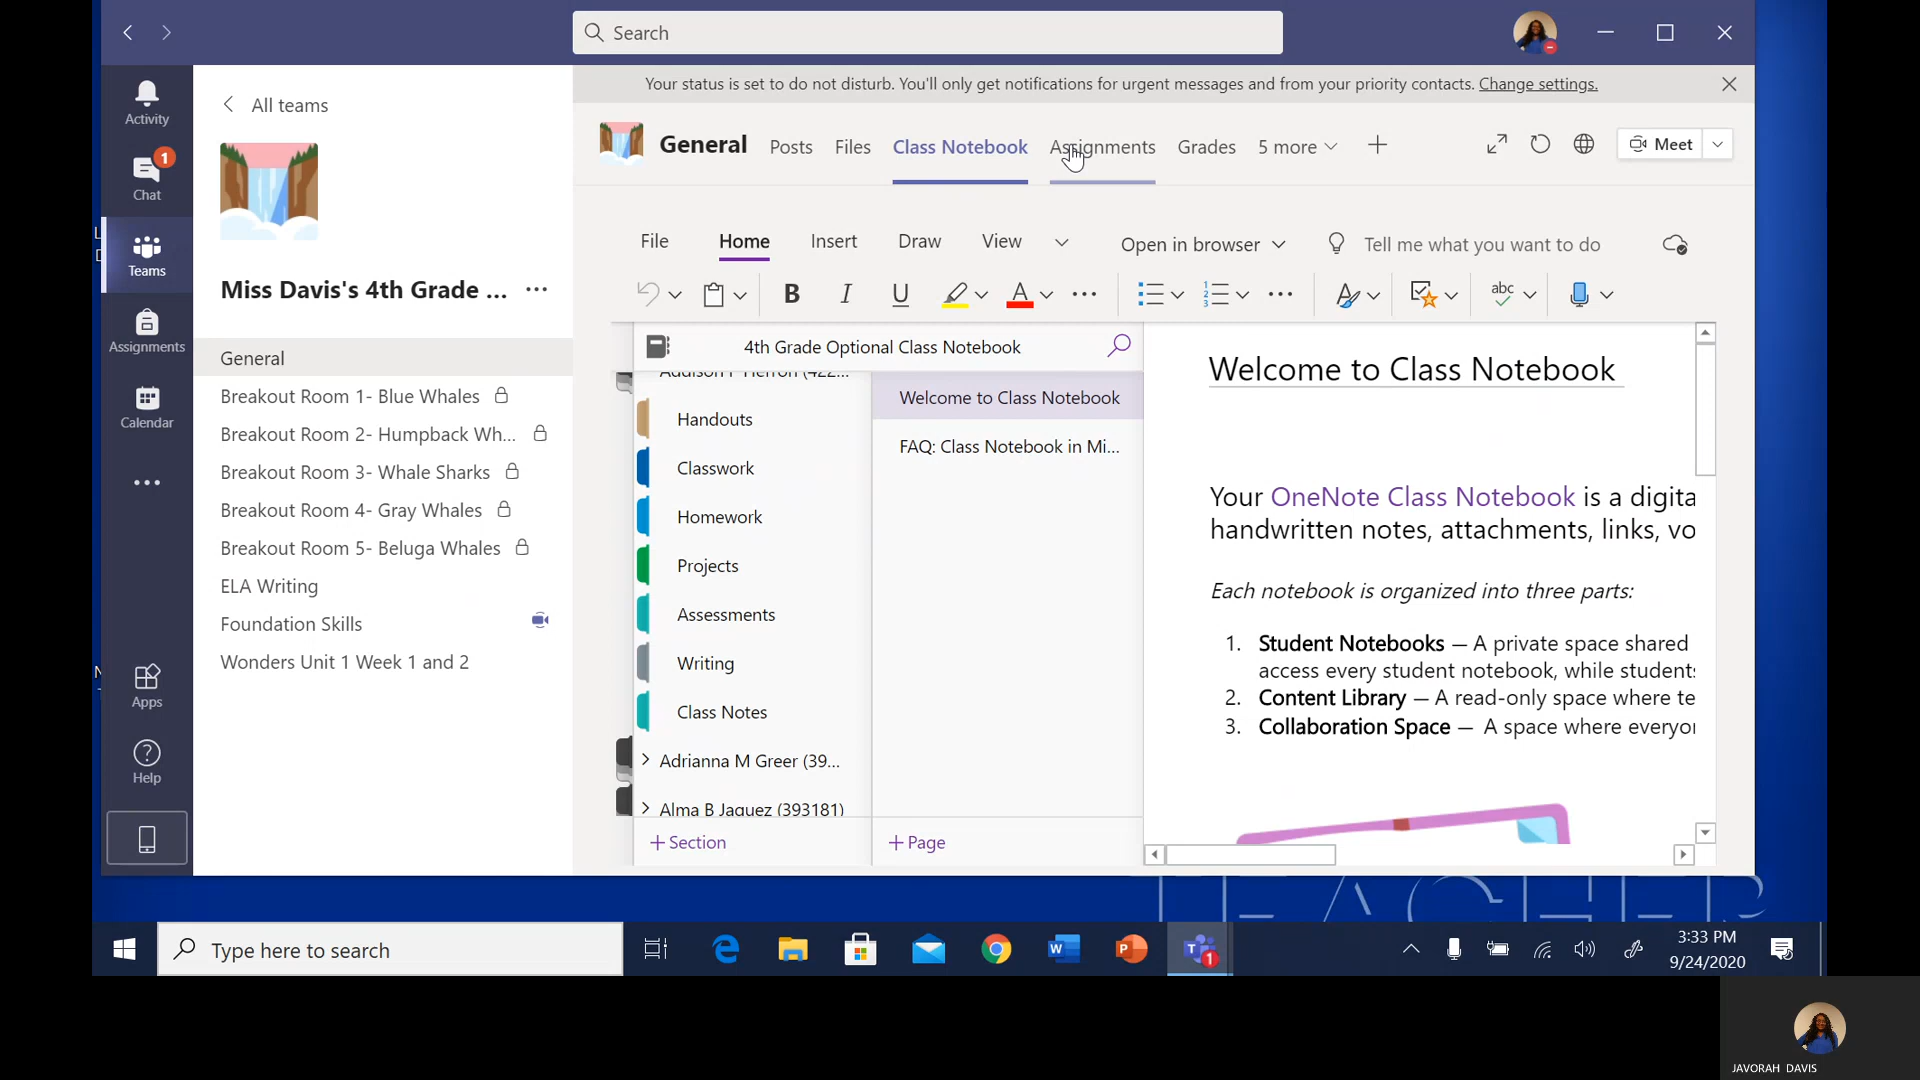 Search
Your status is set to do not disturb. You'll only get notifications for urgent messages and from your priority contacts. Change settings.
Activity
1
Chat
Teams
Assignments
Calendar
Apps
Help
All teams
Miss Davis's 4th Grade ...
General
Breakout Room 1- Blue Whales
Breakout Room 2- Humpback Wh...
Breakout Room 3- Whale Sharks
Breakout Room 4- Gray Whales
Breakout Room 5- Beluga Whales
ELA Writing
Foundation Skills
Wonders Unit 1 Week 1 and 2
General Posts Files Class Notebook Assignments Grades 5 more
Meet
File Home Insert Draw View Open in browser Tell me what you want to do
B I U A abc
4th Grade Optional Class Notebook
Handouts
Classwork
Homework
Projects
Assessments
Writing
Class Notes
Adrianna M Greer (39...
Alma B Jaquez (393181)
Section
Welcome to Class Notebook
FAQ: Class Notebook in Mi...
Page
Welcome to Class Notebook
Your OneNote Class Notebook is a digita
handwritten notes, attachments, links, vo
Each notebook is organized into three parts:
1. Student Notebooks — A private space shared
access every student notebook, while students
2. Content Library — A read-only space where te
3. Collaboration Space — A space where everyon
TEACHER
Type here to search
3:33 PM
9/24/2020
JAVORAH DAVIS